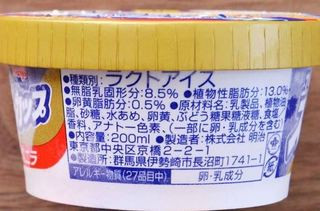 ●種類別：ラクトアイス
●無脂乳固形分：8.5% ●植物性脂肪分：13.0%
●卵黄脂肪分：0.5% ●原材料名：乳製品、植物油
脂、砂糖、水あめ、卵黄、ぶどう糖果糖液糖、食塩/
香料、アナトー色素、（一部に卵・乳成分を含む）
●内容量：200ml ●製造者：株式会社 明治
東京都中央区京橋2-2-1
製造所：群馬県伊勢崎市長沼町1741-1
アレルギー物質(27品目中) 卵・乳成分